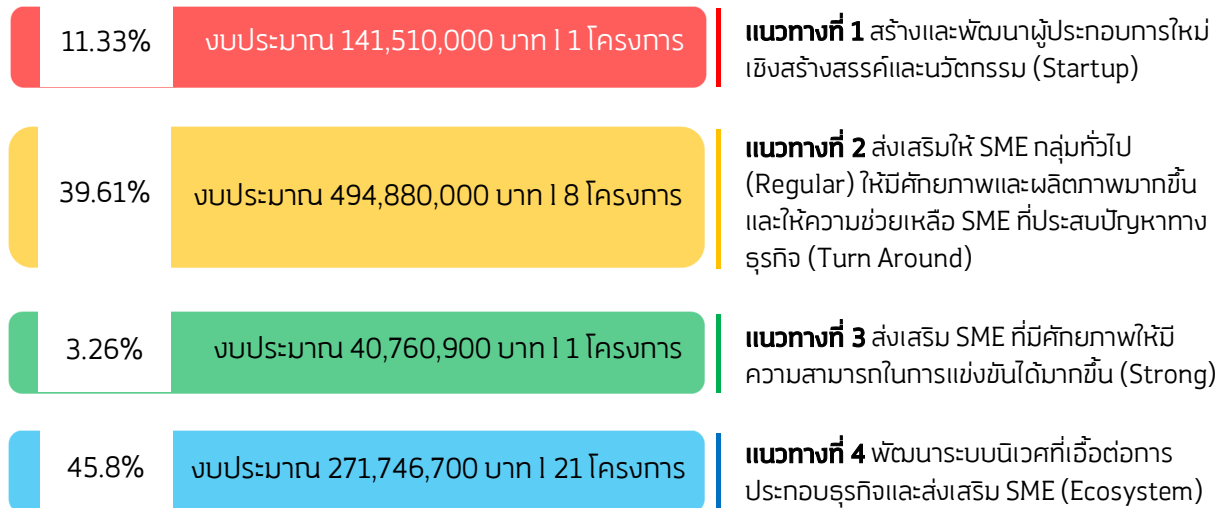 11.33%
งบประมาณ 141,510,000 บาท l 1 โครงการ
แนวทางที่ 1 สร้างและพัฒนาผู้ประกอบการใหม่
เชิงสร้างสรรค์และนวัตกรรม (Startup)
39.61%
งบประมาณ 494,880,000 บาท l 8 โครงการ
แนวทางที่ 2 ส่งเสริมให้ SME กลุ่มทั่วไป
(Regular) ให้มีศักยภาพและผลิตภาพมากขึ้น
และให้ความช่วยเหลือ SME ที่ประสบปัญหาทาง
ธุรกิจ (Turn Around)
3.26%
งบประมาณ 40,760,900 บาท l 1 โครงการ
แนวทางที่ 3 ส่งเสริม SME ที่มีศักยภาพให้มี
ความสามารถในการแข่งขันได้มากขึ้น (Strong)
45.8%
งบประมาณ 271,746,700 บาท l 21 โครงการ
แนวทางที่ 4 พัฒนาระบบนิเวศที่เอื้อต่อการ
ประกอบธุรกิจและส่งเสริม SME (Ecosystem)